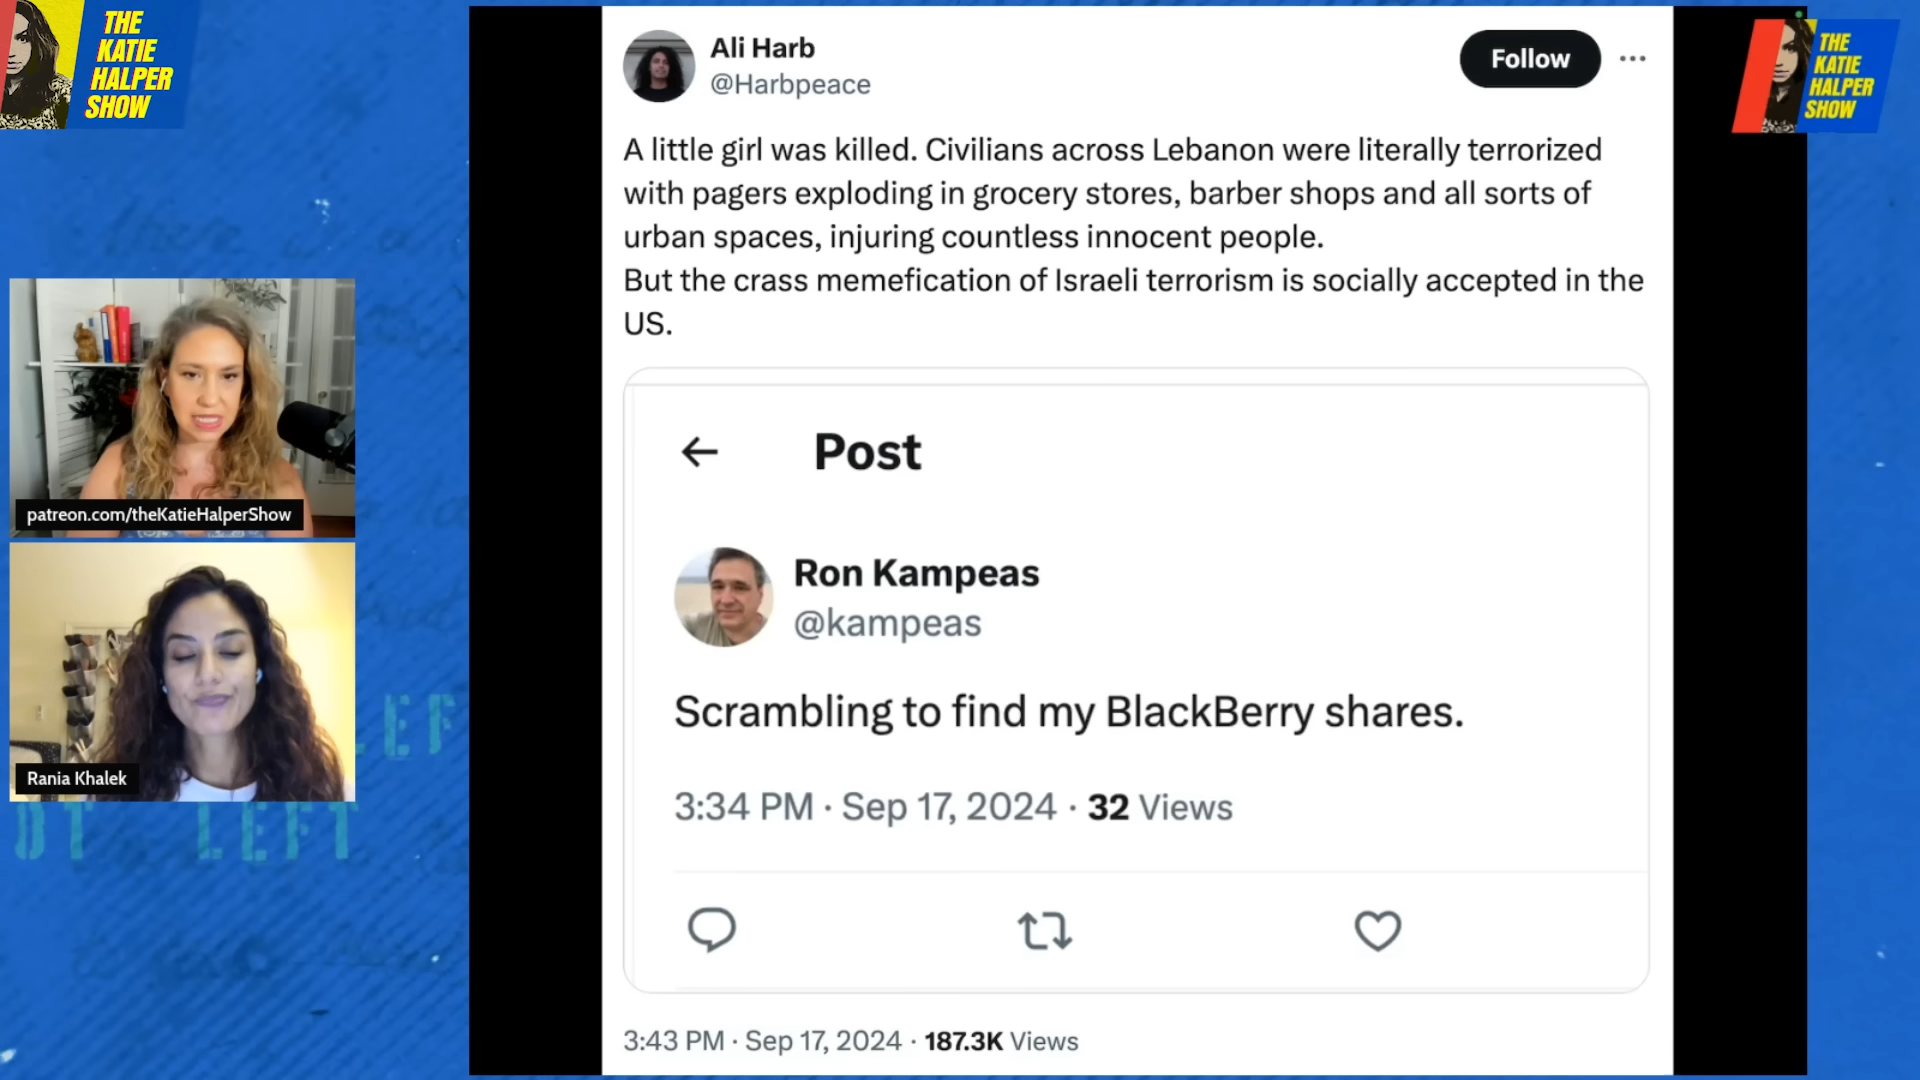 THE
KATIE
HALPER
SHOW
THE
KATIE
HALPER
SHOW
Ali Harb
@Harbpeace
Follow
A little girl was killed. Civilians across Lebanon were literally terrorized
with pagers exploding in grocery stores, barber shops and all sorts of
urban spaces, injuring countless innocent people.
But the crass memefication of Israeli terrorism is socially accepted in the
US.
Post
Ron Kampeas
@kampeas
Scrambling to find my BlackBerry shares.
3:34 PM · Sep 17, 2024 · 32 Views
3:43 PM · Sep 17, 2024 · 187.3K Views
patreon.com/theKatieHalperShow
Rania Khalek
LEFT